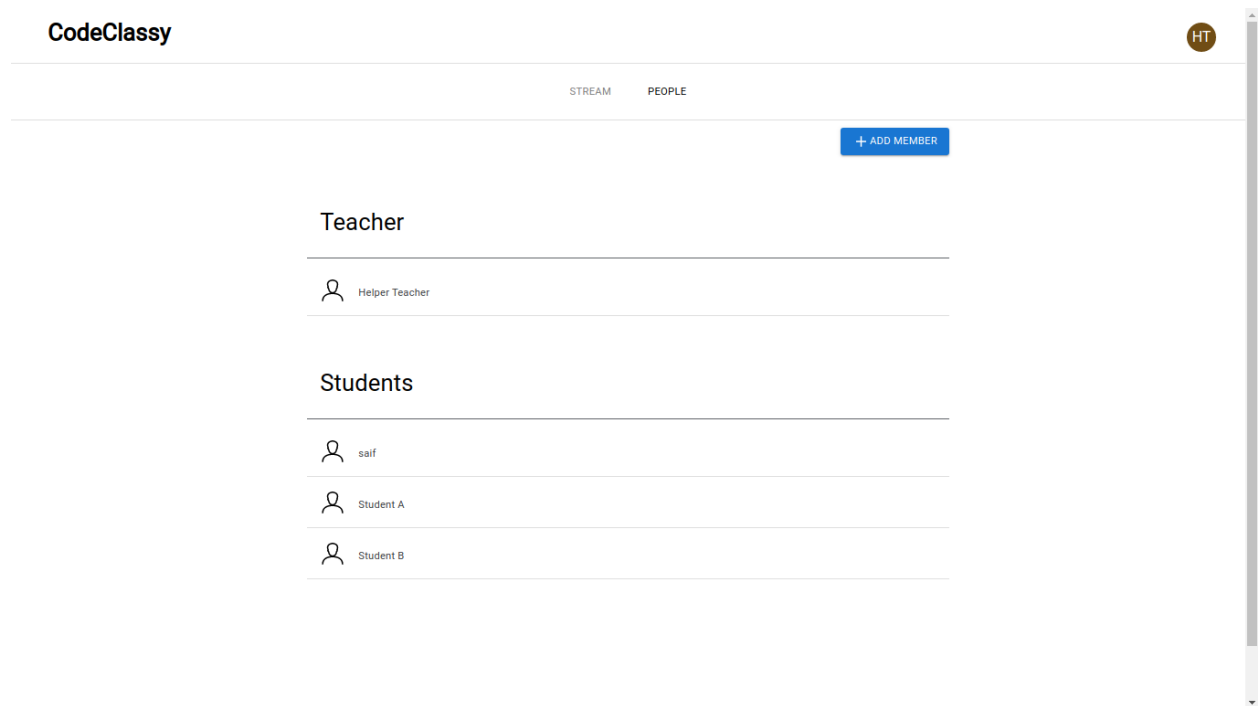 CodeClassy
HT
STREAM PEOPLE
+ ADD MEMBER
Teacher
Helper Teacher
Students
saif
Student A
Student B